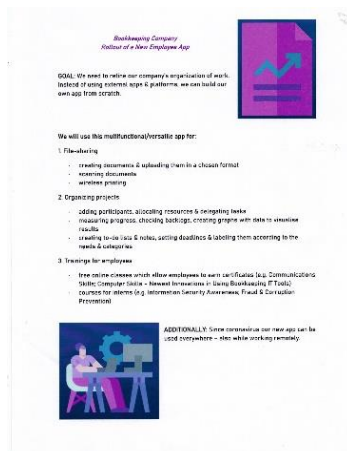 Bookkeeping Company
Rollout of a New Employee App
GOAL: We need to refine our company's organization of work.
Instead of using external apps & platforms, we can build our
own app from scratch.
We will use this multifunctional/versatile app for:
1. File-sharing
- creating documents & uploading them in a chosen format
- scanning documents
- wireless printing
2. Organizing projects
- adding participants, allocating resources & delegating tasks
- measuring progress, checking backlogs, creating graphs with data to visualise
results
- creating to-do lists & notes, setting deadlines & labeling them according to the
needs & categories
3. Trainings for employees
- free online classes which allow employees to earn certificates (e.g. Communications
Skills; Computer Skills – Newest Innovations in Using Bookkeeping IT Tools)
- courses for interns (e.g. Information Security Awareness; Fraud & Corruption
Prevention)
ADDITIONALLY: Since coronavirus our new app can be
used everywhere – also while working remotely.